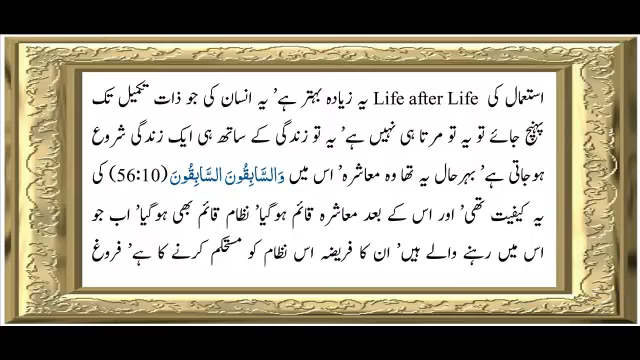 استعمال کی Life after Life یہ زیادہ بہتر ہے’ یہ انسان کی جو ذات تکمیل تک
پہنچ جائے تو یہ تو مرتا ہی نہیں ہے’ یہ تو زندگی کے ساتھ ہی ایک زندگی شروع
ہوجاتی ہے’ بہرحال یہ تھا وہ معاشرہ’ اس میں وَالسَّابِقُونَ السَّابِقُونَ (56:10) کی
یہ کیفیت تھی’ اور اس کے بعد معاشرہ قائم ہوگیا’ نظام قائم بھی ہوگیا’ اب جو
اس میں رہنے والے ہیں’ ان کا فریضہ اس نظام کو مستحکم کرنے کا ہے’ فروغ